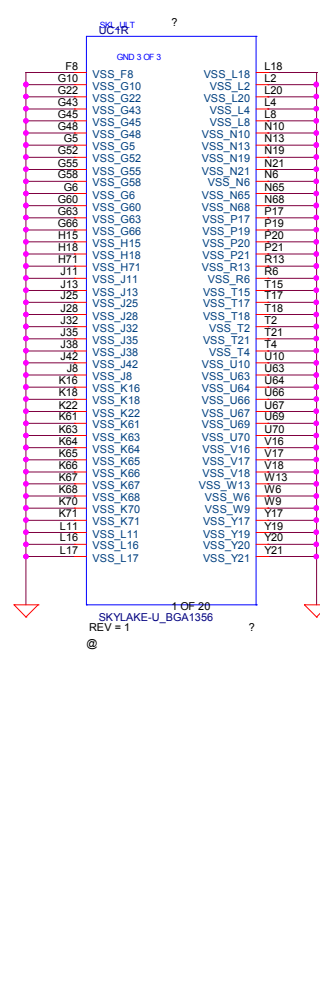 SKL_ULT
UC1R
?
GND 3 OF 3
F8 VSS_F8 VSS_L18 L18
G10 VSS_G10 VSS_L2 L2
G22 VSS_G22 VSS_L20 L20
G43 VSS_G43 VSS_L4 L4
G45 VSS_G45 VSS_L8 L8
G48 VSS_G48 VSS_N10 N10
G5 VSS_G5 VSS_N13 N13
G52 VSS_G52 VSS_N19 N19
G55 VSS_G55 VSS_N21 N21
G58 VSS_G58 VSS_N6 N6
G6 VSS_G6 VSS_N65 N65
G60 VSS_G60 VSS_N68 N68
G63 VSS_G63 VSS_P17 P17
G66 VSS_G66 VSS_P19 P19
H15 VSS_H15 VSS_P20 P20
H18 VSS_H18 VSS_P21 P21
H71 VSS_H71 VSS_R13 R13
J11 VSS_J11 VSS_R6 R6
J13 VSS_J13 VSS_T15 T15
J25 VSS_J25 VSS_T17 T17
J28 VSS_J28 VSS_T18 T18
J32 VSS_J32 VSS_T2 T2
J35 VSS_J35 VSS_T21 T21
J38 VSS_J38 VSS_T4 T4
J42 VSS_J42 VSS_U10 U10
J8 VSS_J8 VSS_U63 U63
K16 VSS_K16 VSS_U64 U64
K18 VSS_K18 VSS_U66 U66
K22 VSS_K22 VSS_U67 U67
K61 VSS_K61 VSS_U69 U69
K63 VSS_K63 VSS_U70 U70
K64 VSS_K64 VSS_V16 V16
K65 VSS_K65 VSS_V17 V17
K66 VSS_K66 VSS_V18 V18
K67 VSS_K67 VSS_W13 W13
K68 VSS_K68 VSS_W6 W6
K70 VSS_K70 VSS_W9 W9
K71 VSS_K71 VSS_Y17 Y17
L11 VSS_L11 VSS_Y19 Y19
L16 VSS_L16 VSS_Y20 Y20
L17 VSS_L17 VSS_Y21 Y21
1 OF 20
SKYLAKE-U_BGA1356
REV = 1 ?
@